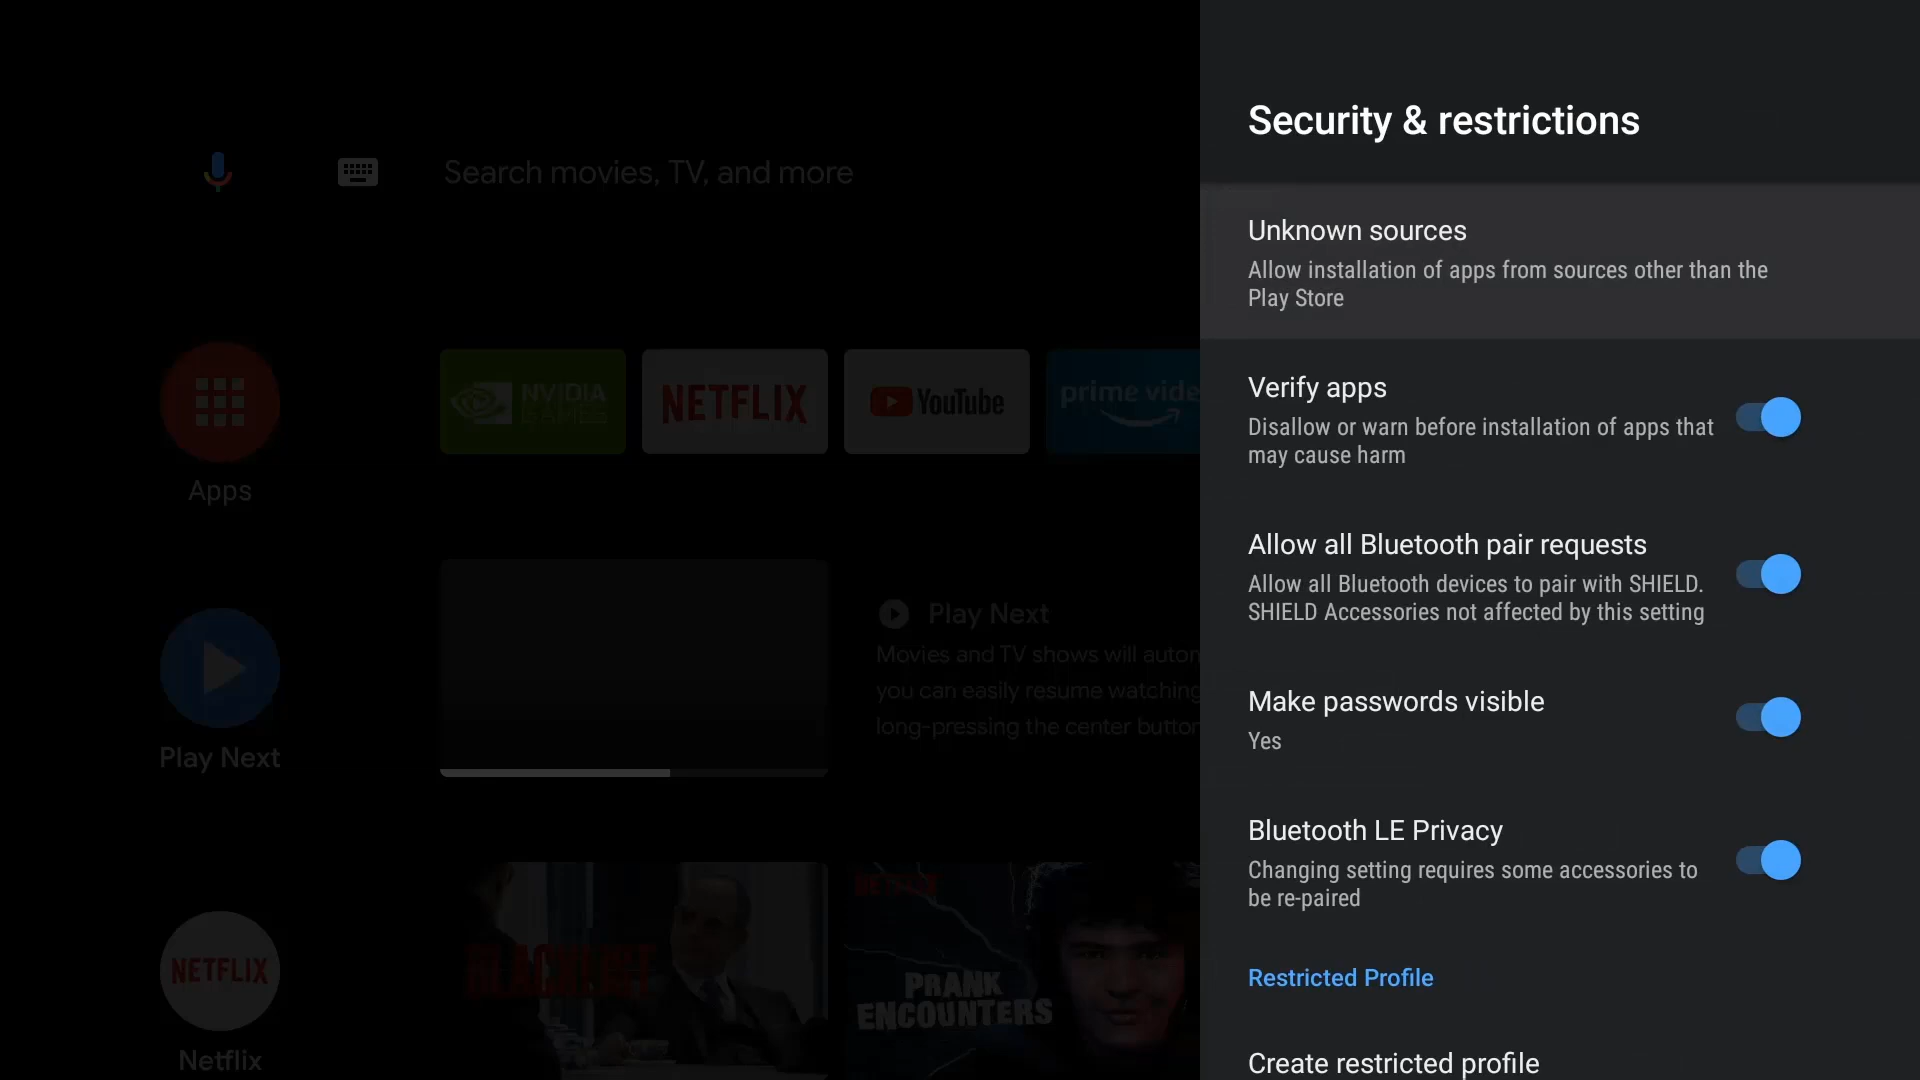 Search movies, TV, and more
NVIDIA
GAMES
NETFLIX
YouTube
prime vide
Apps
Play Next
Movies and TV shows will auton
you can easily resume watching
long-pressing the center button
Play Next
NETFLIX
Netflix
BLACKLIST
NETFLIX
PRANK
ENCOUNTERS
Security & restrictions
Unknown sources
Allow installation of apps from sources other than the
Play Store
Verify apps
Disallow or warn before installation of apps that
may cause harm
Allow all Bluetooth pair requests
Allow all Bluetooth devices to pair with SHIELD.
SHIELD Accessories not affected by this setting
Make passwords visible
Yes
Bluetooth LE Privacy
Changing setting requires some accessories to
be re-paired
Restricted Profile
Create restricted profile